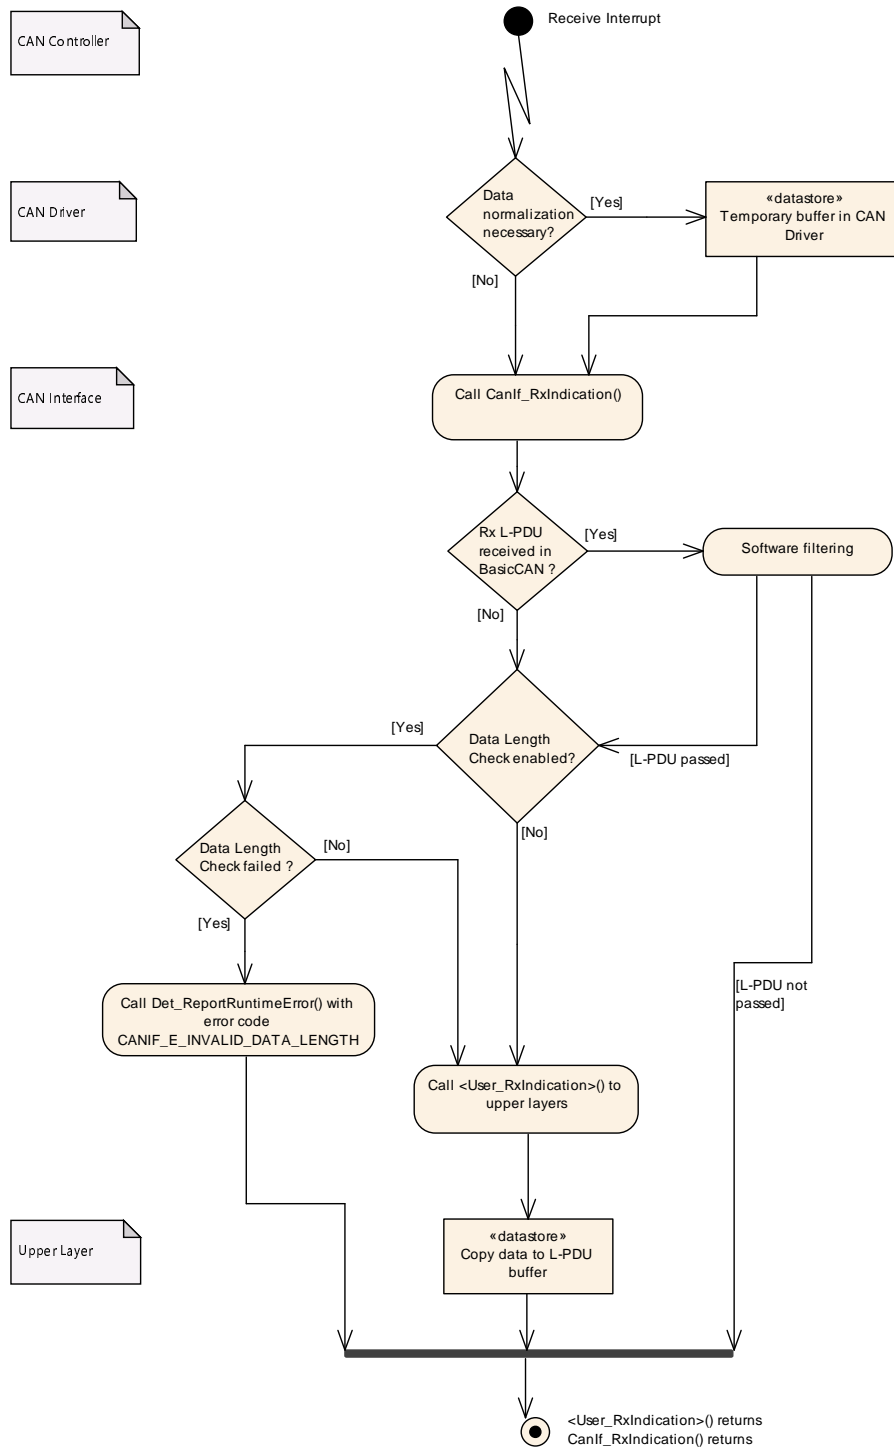 CAN Controller
Receive Interrupt
CAN Driver
Data
normalization
necessary?
[Yes]
«datastore»
Temporary buffer in CAN
Driver
[No]
CAN Interface
Call CanIf_RxIndication()
Rx L-PDU
received in
BasicCAN ?
[Yes]
Software filtering
[No]
[Yes]
Data Length
Check enabled?
[L-PDU passed]
[No]
Data Length
Check failed ?
[No]
[Yes]
[L-PDU not
passed]
Call Det_ReportRuntimeError() with
error code
CANIF_E_INVALID_DATA_LENGTH
Call <User_RxIndication>() to
upper layers
Upper Layer
«datastore»
Copy data to L-PDU
buffer
<User_RxIndication>() returns
CanIf_RxIndication() returns